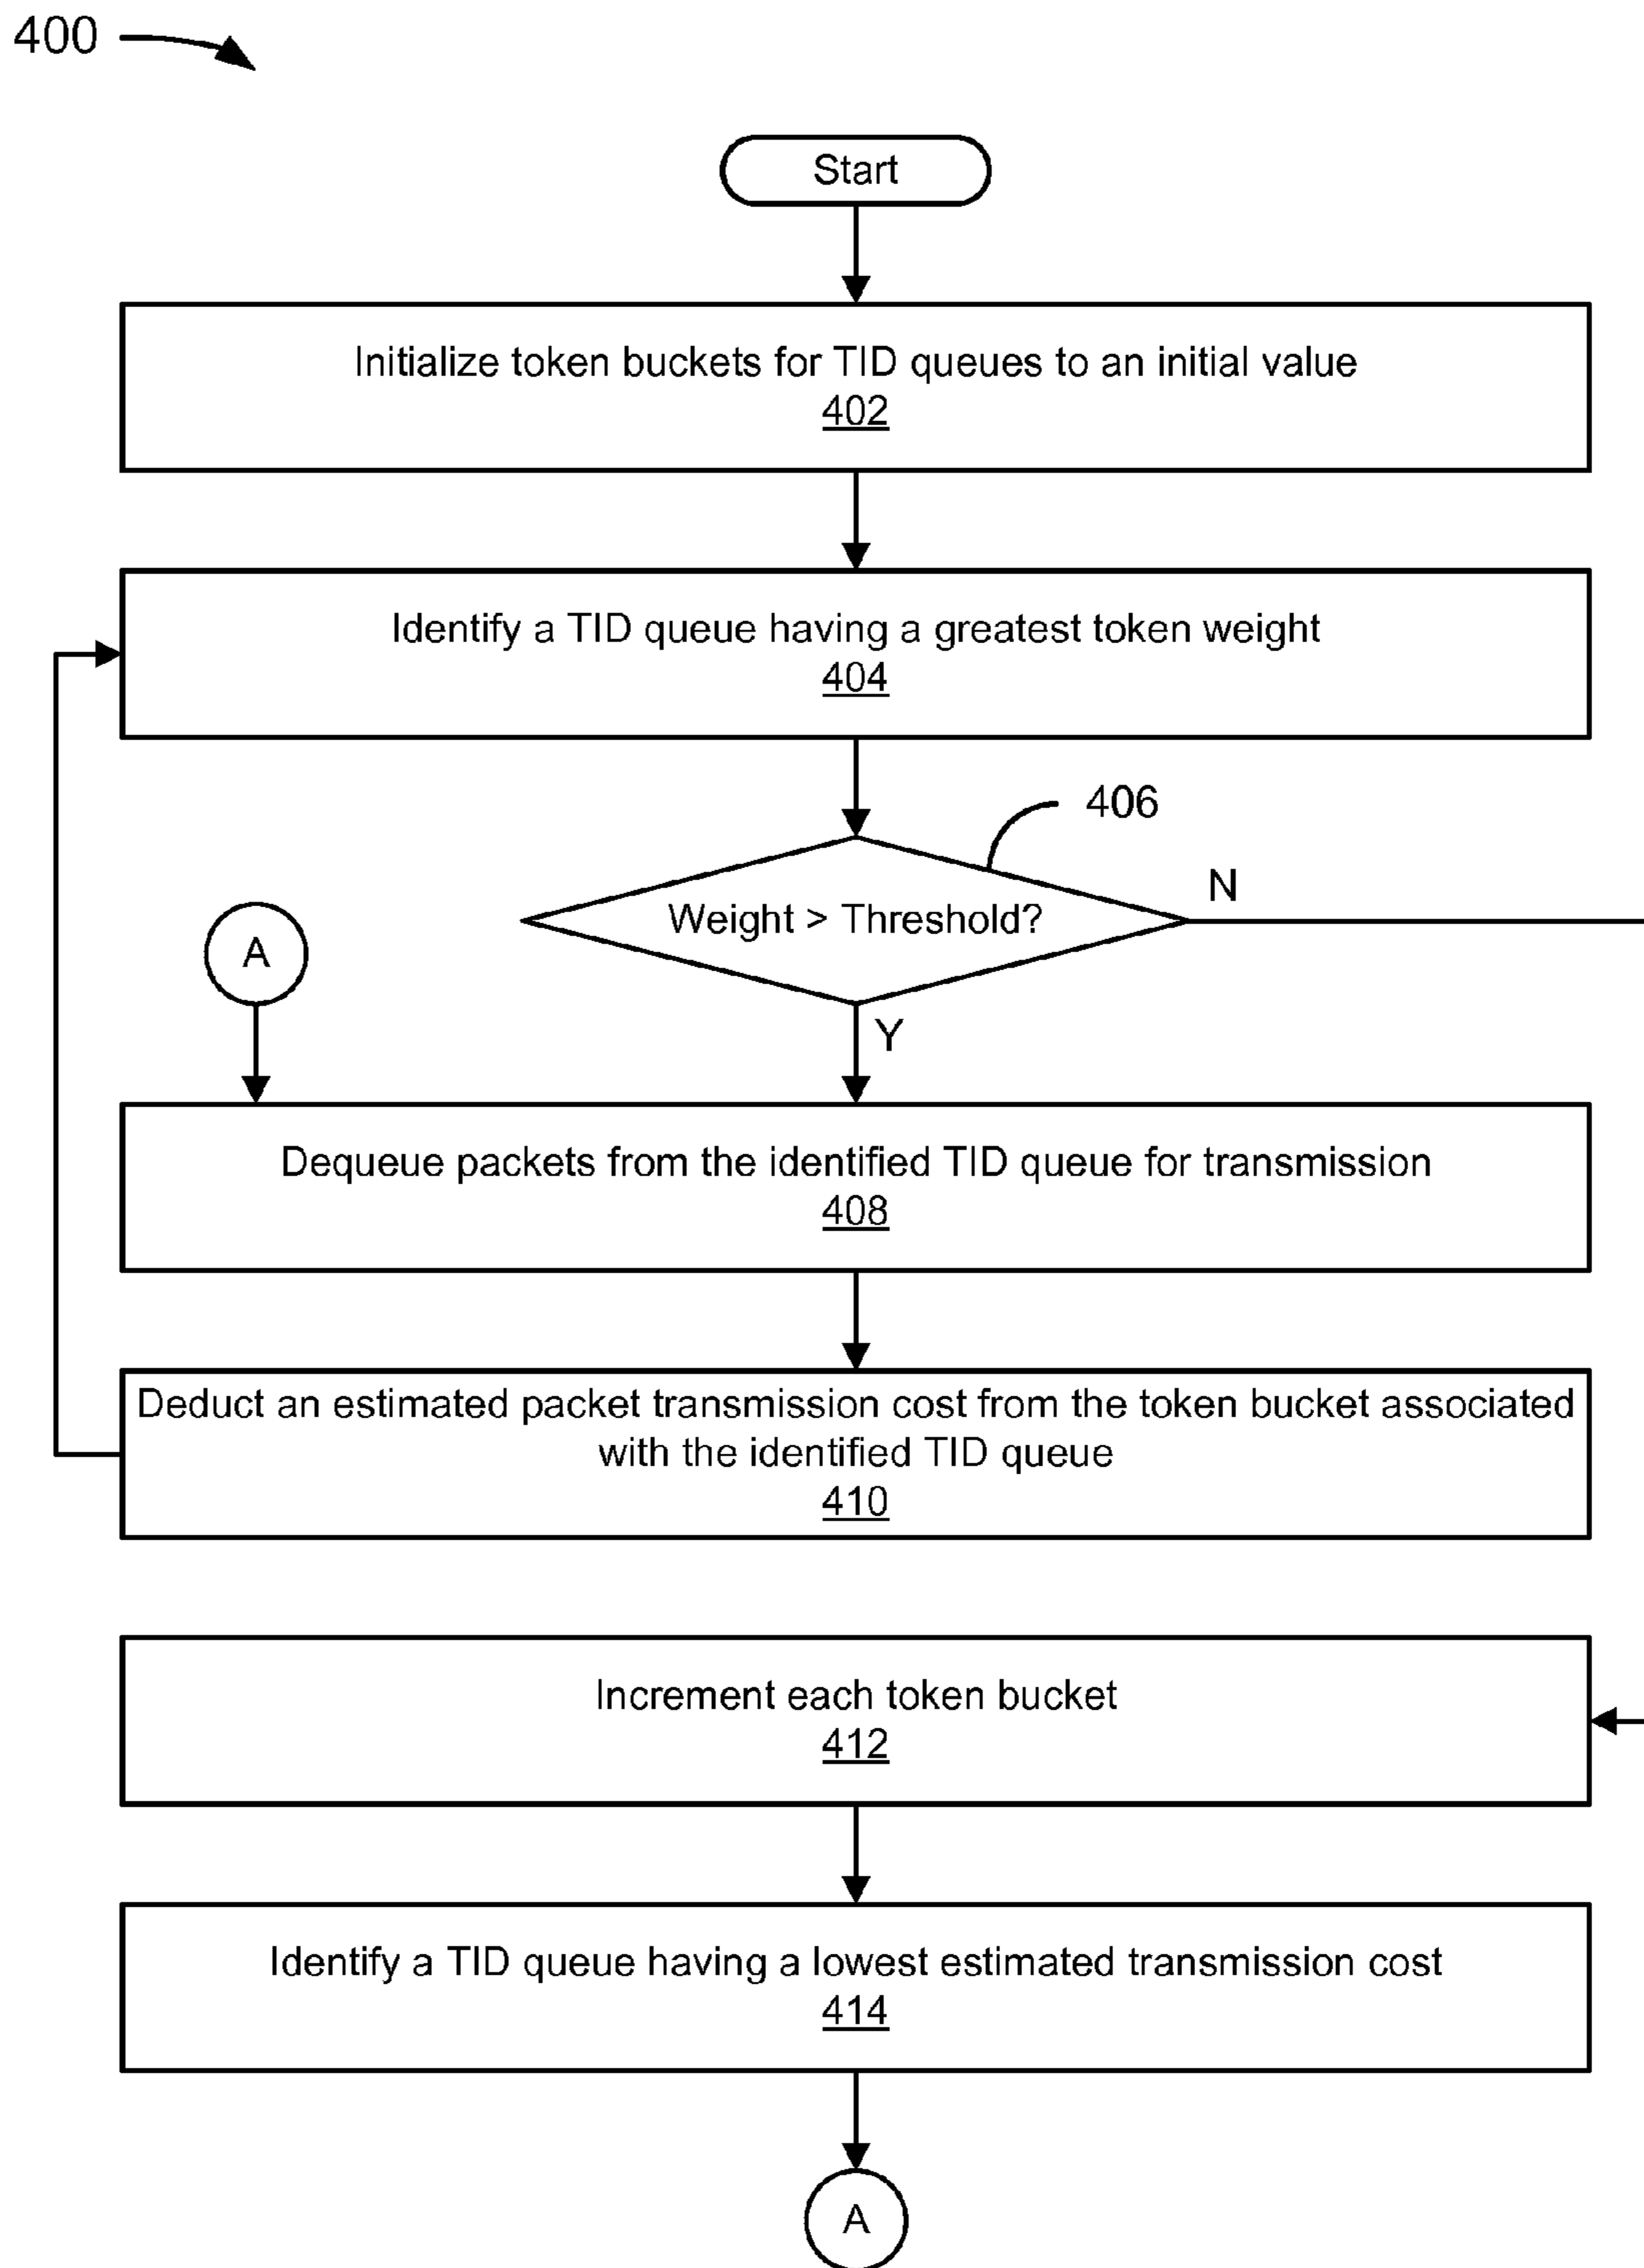 400
Start
Initialize token buckets for TID queues to an initial value
402
Identify a TID queue having a greatest token weight
404
406
Weight > Threshold?
N
A
Y
Dequeue packets from the identified TID queue for transmission
408
Deduct an estimated packet transmission cost from the token bucket associated
with the identified TID queue
410
Increment each token bucket
412
Identify a TID queue having a lowest estimated transmission cost
414
A